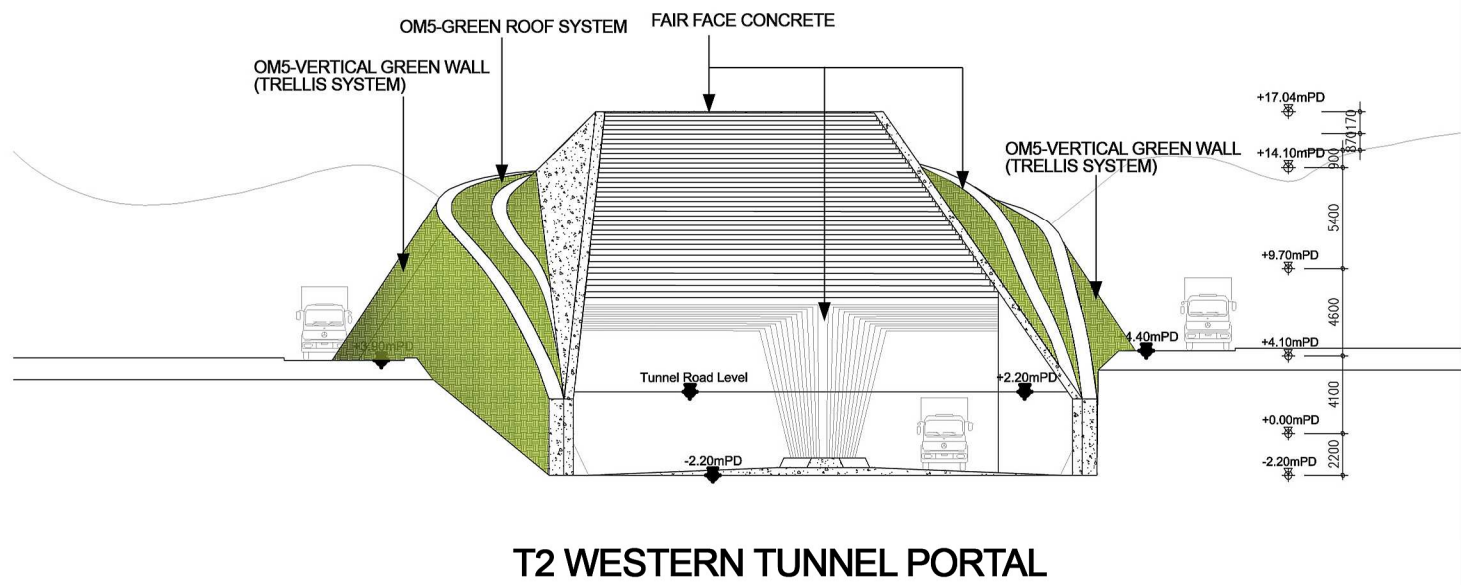 OM5-GREEN ROOF SYSTEM
FAIR FACE CONCRETE
OM5-VERTICAL GREEN WALL
(TRELLIS SYSTEM)
+17.04mPD
170
870
OM5-VERTICAL GREEN WALL
(TRELLIS SYSTEM)
+14.10mPD
900
5400
+9.70mPD
4600
+3.90mPD
4.40mPD
+4.10mPD
Tunnel Road Level
+2.20mPD
4100
+0.00mPD
-2.20mPD
2200
-2.20mPD
T2 WESTERN TUNNEL PORTAL